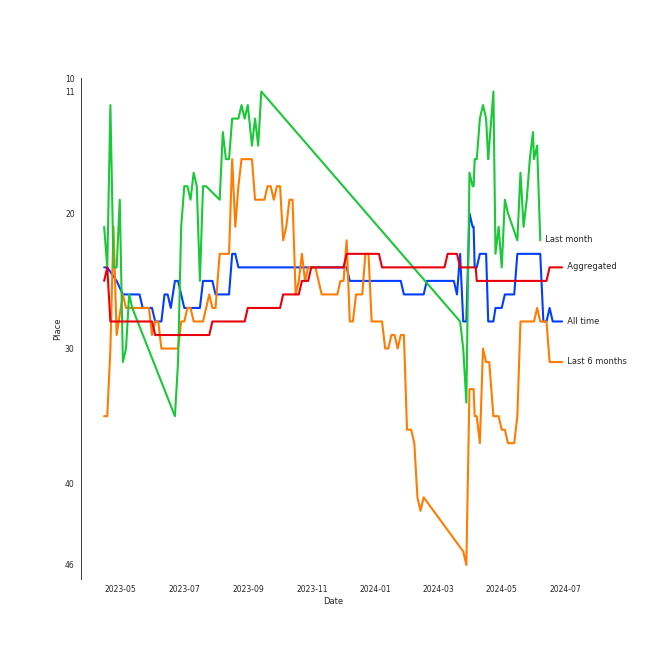 10
11
20
30
40
46
Place
Last month
Aggregated
All time
Last 6 months
2023-05 2023-07 2023-09 2023-11 2024-01 2024-03 2024-05 2024-07
Date